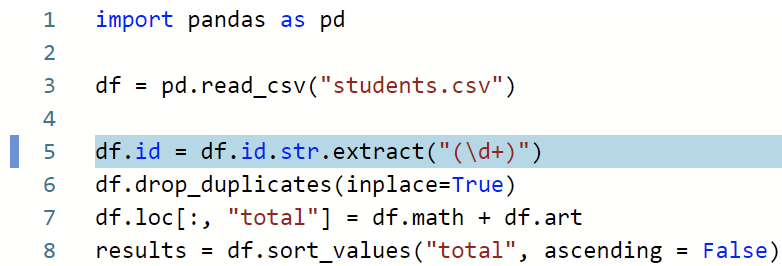 1 import pandas as pd
2
3 df = pd.read_csv("students.csv")
4
5 df.id = df.id.str.extract("(\d+)")
6 df.drop_duplicates(inplace=True)
7 df.loc[:, "total"] = df.math + df.art
8 results = df.sort_values("total", ascending = False)